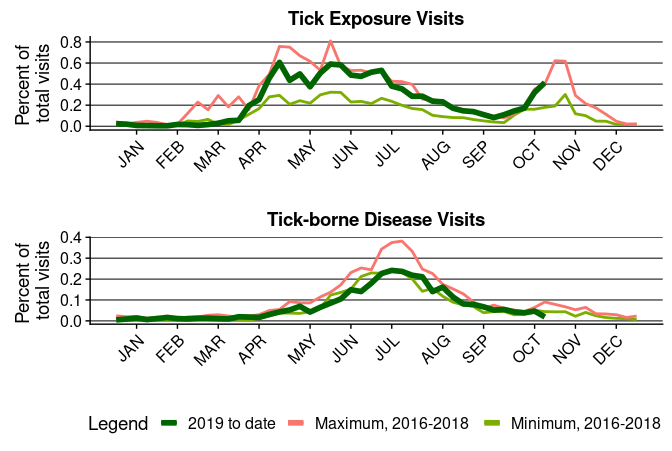 Tick Exposure Visits
Percent of
total visits
0.8
0.6
0.4
0.2
0.0
JAN FEB MAR APR MAY JUN JUL AUG SEP OCT NOV DEC
Tick-borne Disease Visits
Percent of
total visits
0.4
0.3
0.2
0.1
0.0
JAN FEB MAR APR MAY JUN JUL AUG SEP OCT NOV DEC
Legend 2019 to date Maximum, 2016-2018 Minimum, 2016-2018